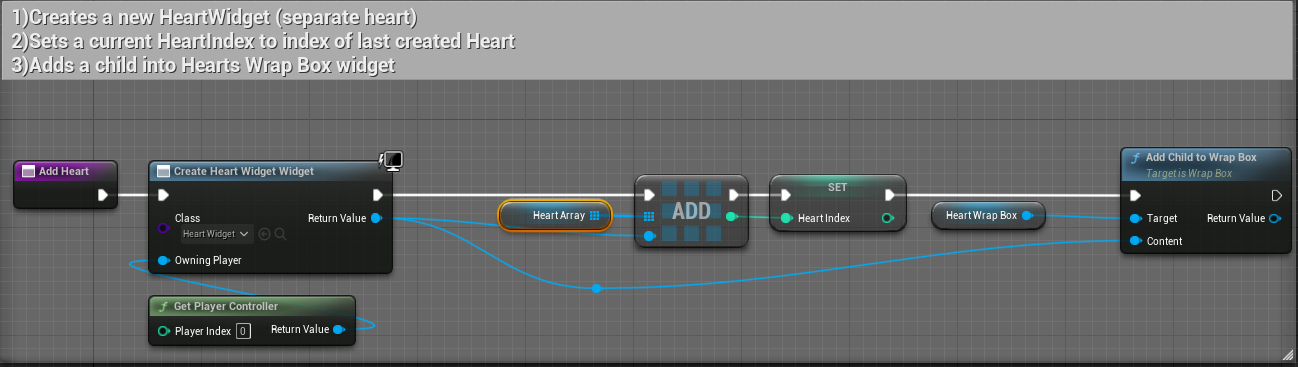 1)Creates a new HeartWidget (separate heart)
2)Sets a current HeartIndex to index of last created Heart
3)Adds a child into Hearts Wrap Box widget
Add Heart
Create Heart Widget Widget
Class
Heart Widget
Return Value
Owning Player
Get Player Controller
Player Index 0
Return Value
Heart Array
ADD
SET
Heart Index
Heart Wrap Box
Add Child to Wrap Box
Target is Wrap Box
Target
Return Value
Content